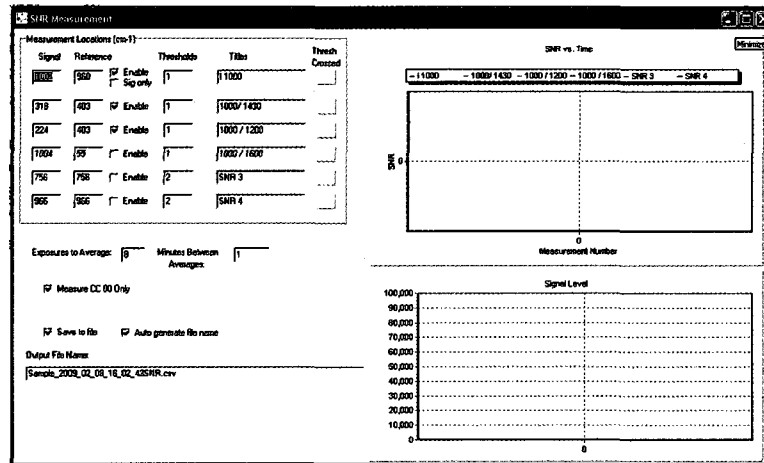 SNR Measurement
Minimize
Measurement Locations (cm-1)
Signal Reference Thresholds Titles Thresh Crossed
960 Enable 1 i1000
Sig only
318 403 Enable 1 1000/1430
224 403 Enable 1 1000 / 1200
1004 55 Enable 1 1000 / 1600
756 756 Enable 2 SNR 3
966 966 Enable 2 SNR 4
Exposures to Average: 8 Minutes Between Averages: 1
Measure CC 00 Only
Save to file Auto generate file name
Output File Name:
Sample_2009_02_08_16_02_42SNR.csv
SNR vs. Time
i1000 1000/1430 1000/1200 1000/1600 SNR 3 SNR 4
SNR
0
0
Measurement Number
Signal Level
100,000
90,000
80,000
70,000
60,000
50,000
40,000
30,000
20,000
10,000
0
0